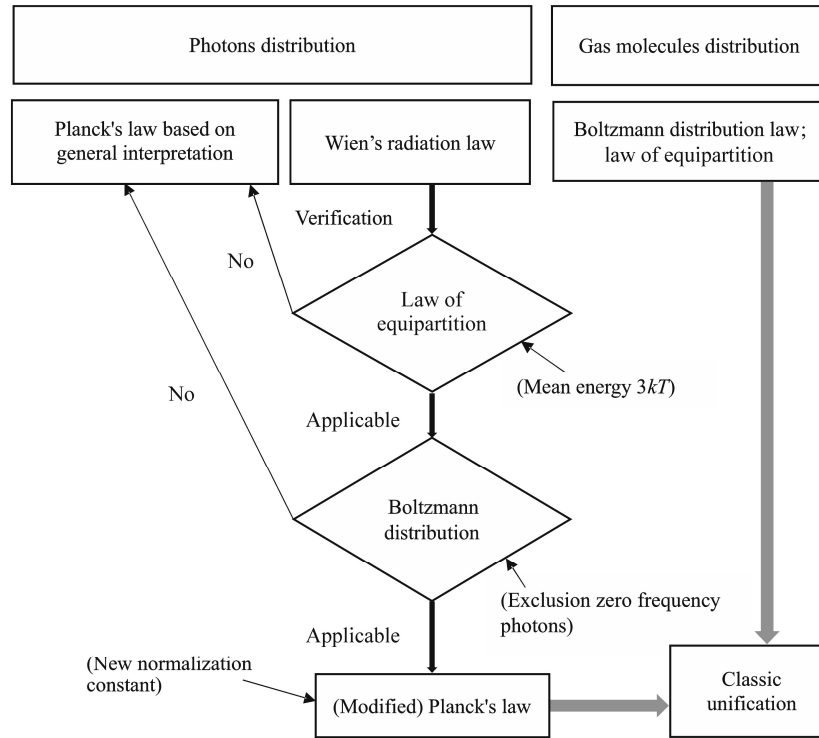 Photons distribution
Gas molecules distribution
Planck's law based on
general interpretation
Wien’s radiation law
Boltzmann distribution law;
law of equipartition
Verification
No
Law of
equipartition
(Mean energy 3kT)
No
Applicable
Boltzmann
distribution
(Exclusion zero frequency
photons)
Applicable
(New normalization
constant)
(Modified) Planck's law
Classic
unification